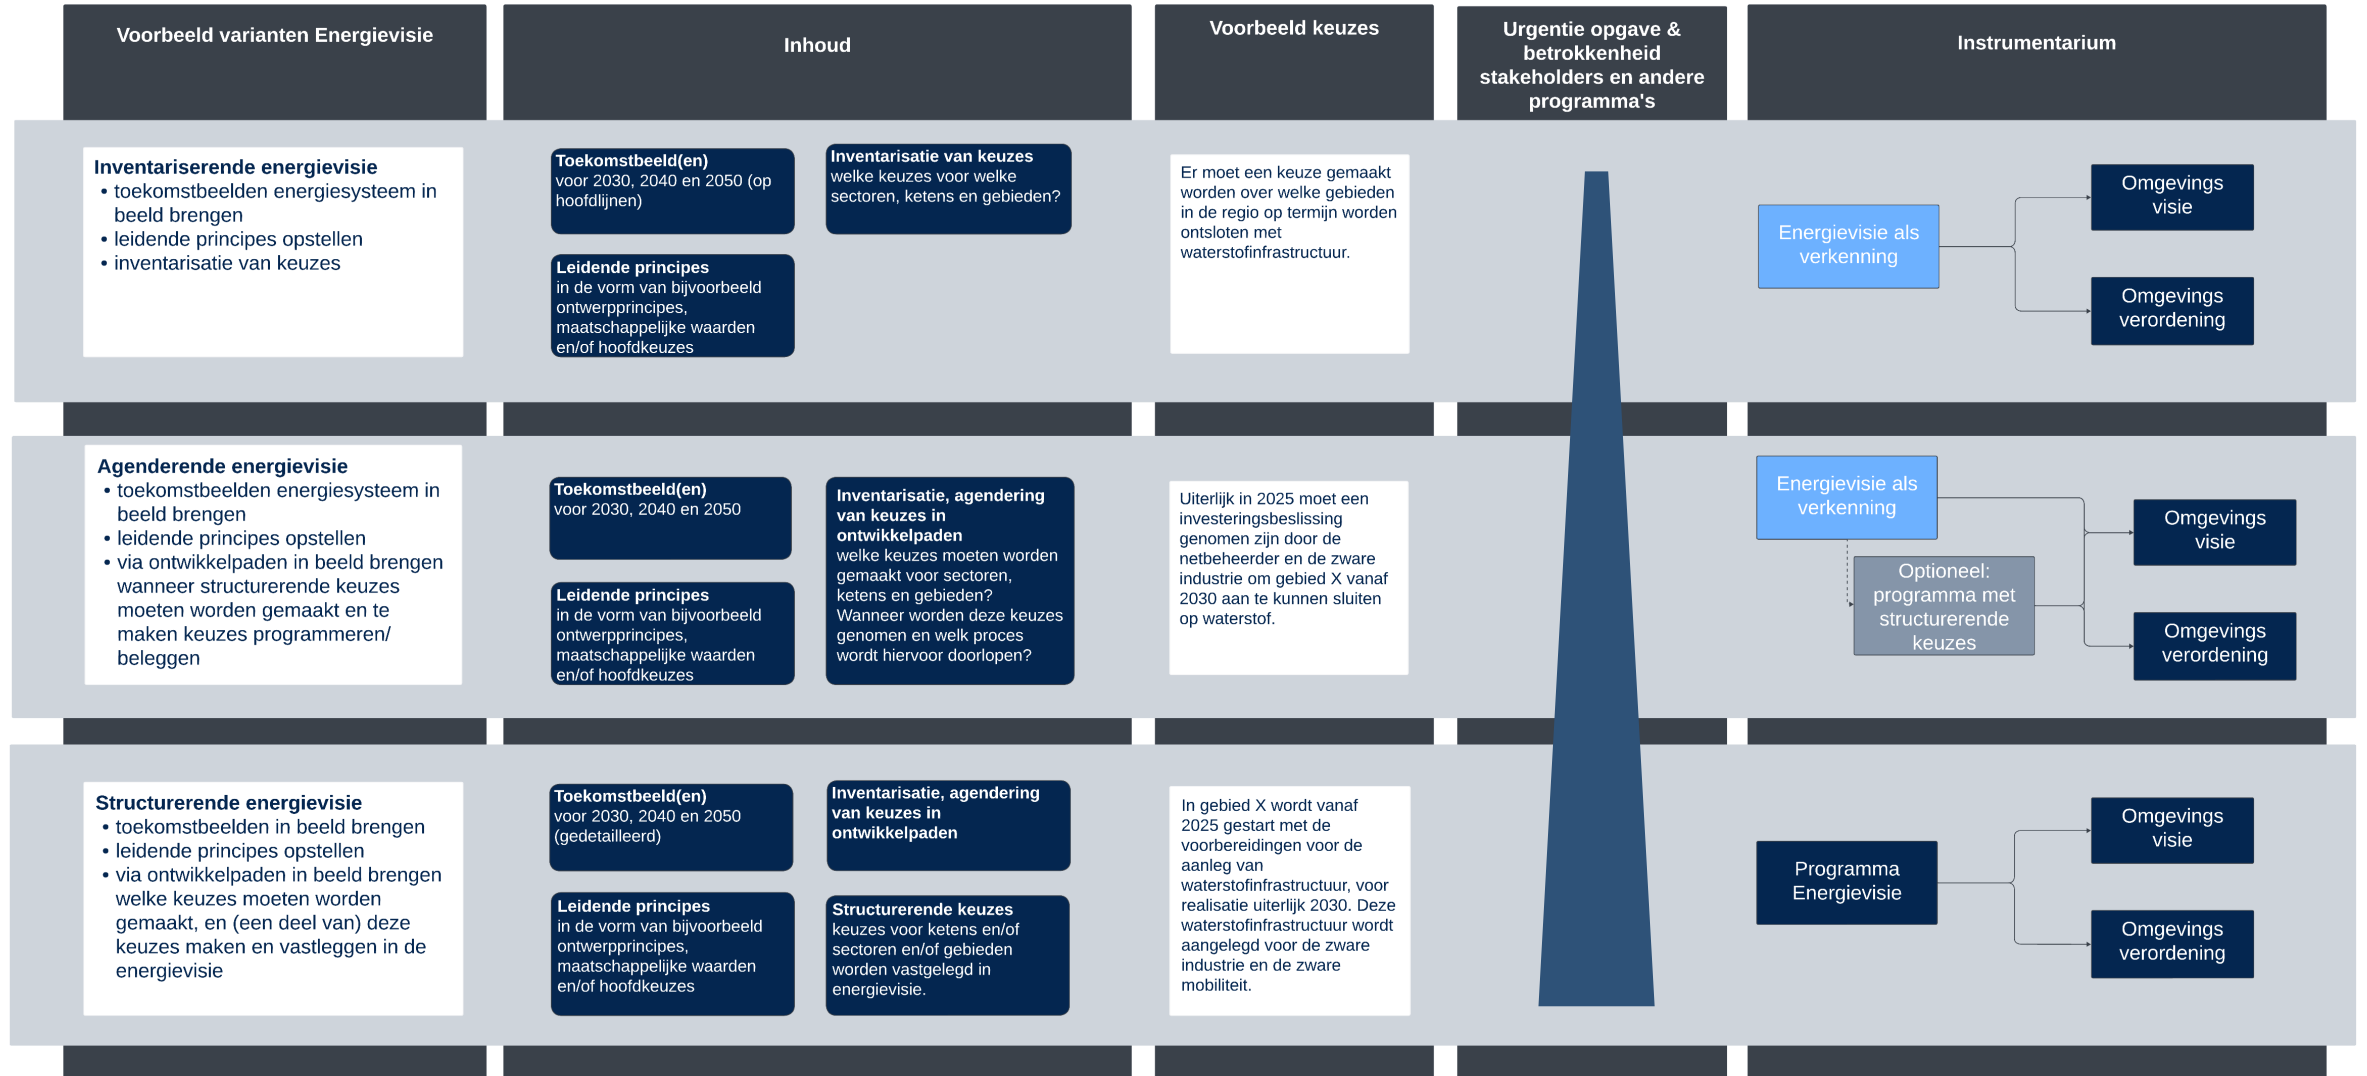 Voorbeeld varianten Energievisie
Inhoud
Voorbeeld keuzes
Urgentie opgave &
betrokkenheid
stakeholders en andere
programma's
Instrumentarium
Inventariserende energievisie
• toekomstbeelden energiesysteem in
beeld brengen
• leidende principes opstellen
• inventarisatie van keuzes
Toekomstbeeld(en)
voor 2030, 2040 en 2050 (op
hoofdlijnen)
Leidende principes
in de vorm van bijvoorbeeld
ontwerpprincipes,
maatschappelijke waarden
en/of hoofdkeuzes
Inventarisatie van keuzes
welke keuzes voor welke
sectoren, ketens en gebieden?
Er moet een keuze gemaakt
worden over welke gebieden
in de regio op termijn worden
ontsloten met
waterstofinfrastructuur.
Energievisie als
verkenning
Omgevings
visie
Omgevings
verordening
Agenderende energievisie
• toekomstbeelden energiesysteem in
beeld brengen
• leidende principes opstellen
• via ontwikkelpaden in beeld brengen
wanneer structurerende keuzes
moeten worden gemaakt en te
maken keuzes programmeren/
beleggen
Toekomstbeeld(en)
voor 2030, 2040 en 2050
Leidende principes
in de vorm van bijvoorbeeld
ontwerpprincipes,
maatschappelijke waarden
en/of hoofdkeuzes
Inventarisatie, agendering
van keuzes in
ontwikkelpaden
welke keuzes moeten worden
gemaakt voor sectoren,
ketens en gebieden?
Wanneer worden deze keuzes
genomen en welk proces
wordt hiervoor doorlopen?
Uiterlijk in 2025 moet een
investeringsbeslissing
genomen zijn door de
netbeheerder en de zware
industrie om gebied X vanaf
2030 aan te kunnen sluiten
op waterstof.
Energievisie als
verkenning
Optioneel:
programma met
structurerende
keuzes
Omgevings
visie
Omgevings
verordening
Structurerende energievisie
• toekomstbeelden in beeld brengen
• leidende principes opstellen
• via ontwikkelpaden in beeld brengen
welke keuzes moeten worden
gemaakt, en (een deel van) deze
keuzes maken en vastleggen in de
energievisie
Toekomstbeeld(en)
voor 2030, 2040 en 2050
(gedetailleerd)
Leidende principes
in de vorm van bijvoorbeeld
ontwerpprincipes,
maatschappelijke waarden
en/of hoofdkeuzes
Inventarisatie, agendering
van keuzes in
ontwikkelpaden
Structurerende keuzes
keuzes voor ketens en/of
sectoren en/of gebieden
worden vastgelegd in
energievisie.
In gebied X wordt vanaf
2025 gestart met de
voorbereidingen voor de
aanleg van
waterstofinfrastructuur, voor
realisatie uiterlijk 2030. Deze
waterstofinfrastructuur wordt
aangelegd voor de zware
industrie en de zware
mobiliteit.
Programma
Energievisie
Omgevings
visie
Omgevings
verordening